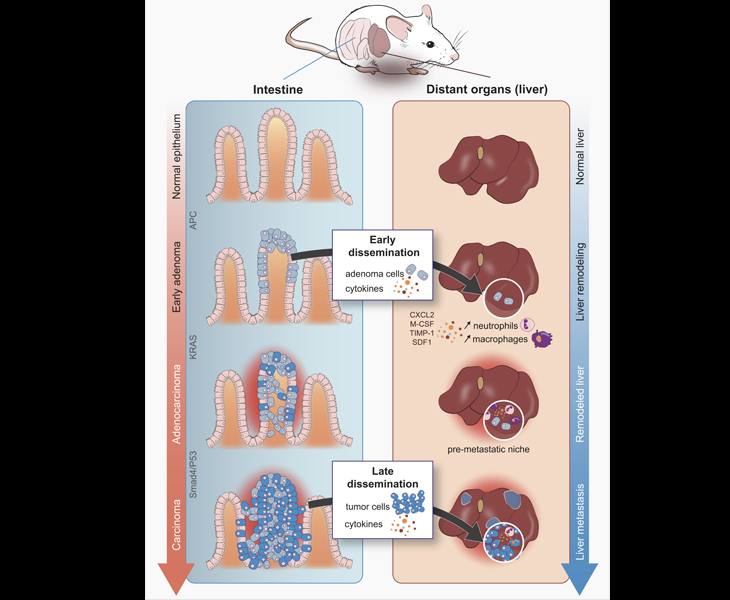 Intestine
Distant organs (liver)
Normal epithelium
APC
Early adenoma
KRAS
Adenocarcinoma
Smad4/P53
Carcinoma
Early
dissemination
adenoma cells
cytokines
CXCL2
M-CSF
TIMP-1
SDF1
neutrophils
macrophages
pre-metastatic niche
Late
dissemination
tumor cells
cytokines
Normal liver
Liver remodeling
Remodeled liver
Liver metastasis